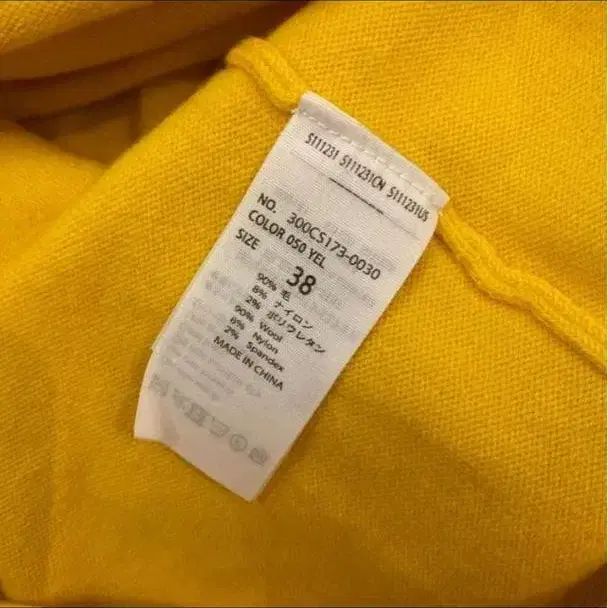 S111231 S111231CN S111231US
NO. 300CS173-0030
COLOR 050 YEL
SIZE
38
90% 毛
8% ナイロン
2% ポリウレタン
90% Wool
8% Nylon
2% Spandex
MADE IN CHINA